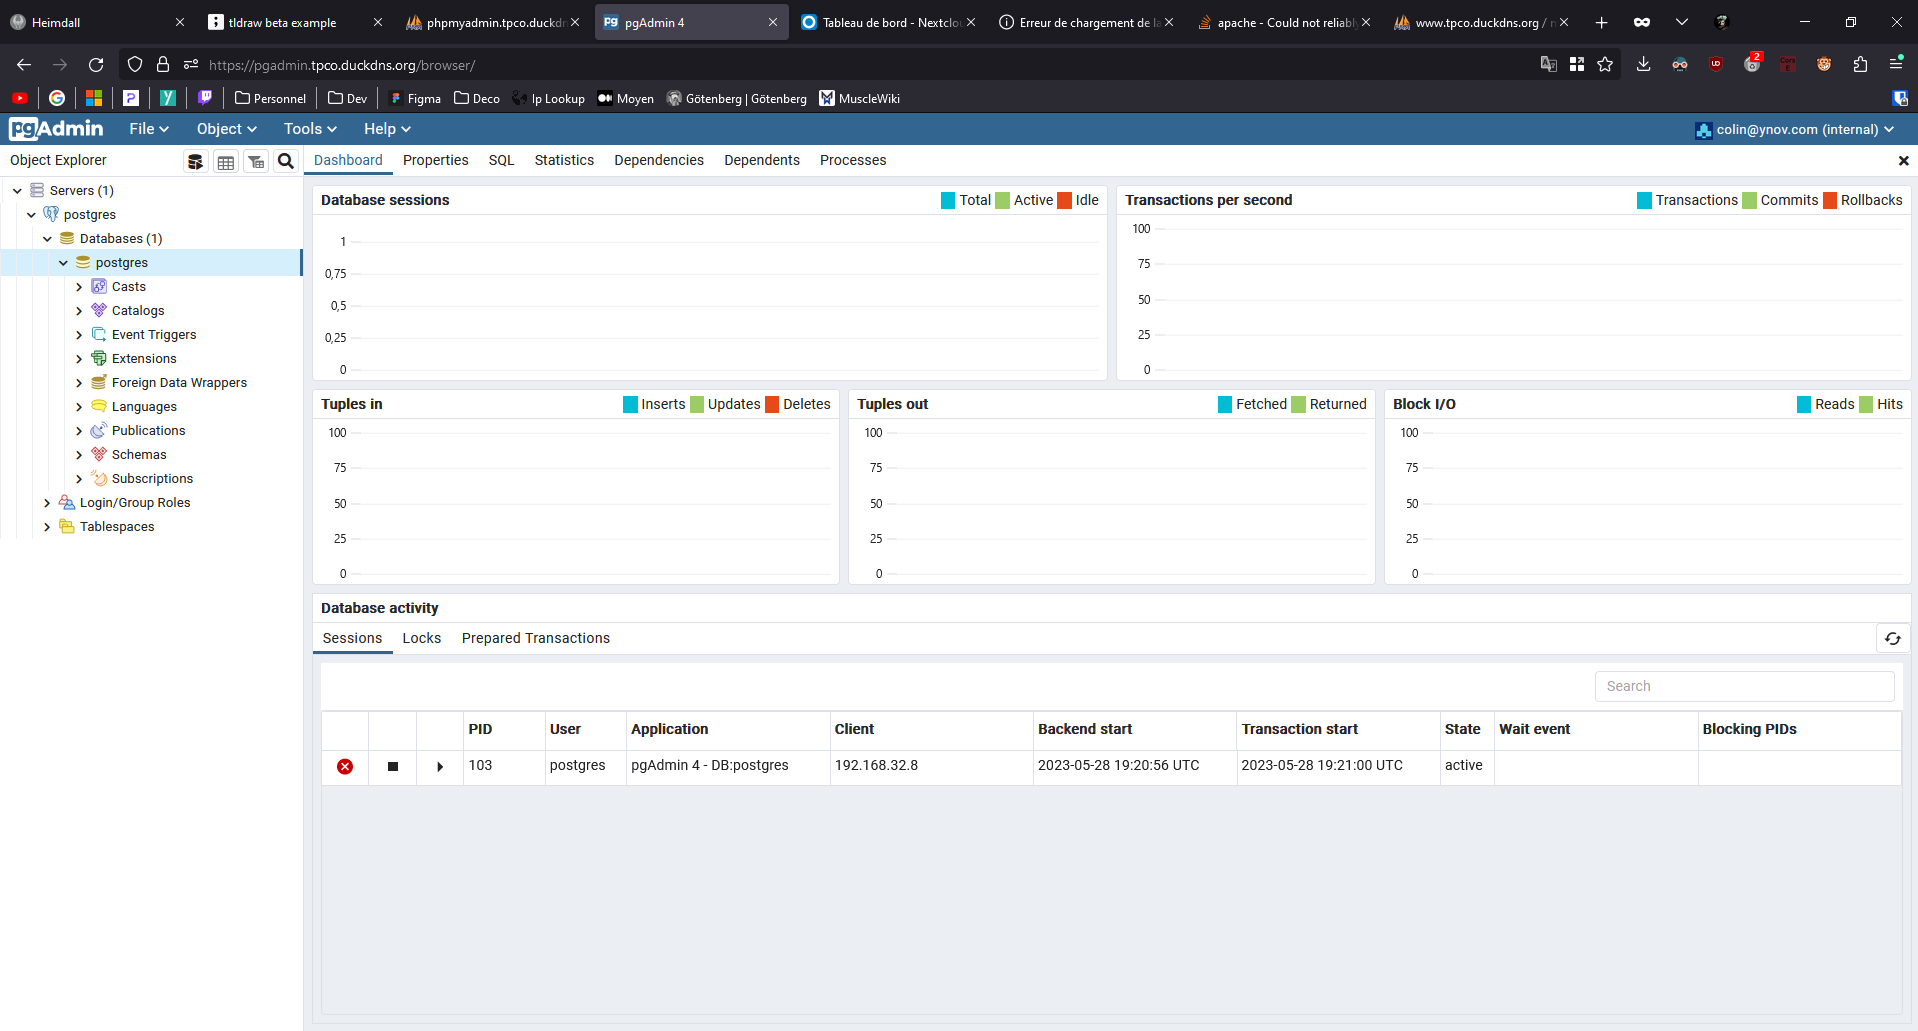 Heimdall
tldraw beta example
phpmyadmin.tpco.duckdn
pgAdmin 4
Tableau de bord - Nextclou
Erreur de chargement de la
apache - Could not reliably
www.tpco.duckdns.org / m
https://pgadmin.tpco.duckdns.org/browser/
2
Personnel
Dev
Figma
Deco
Ip Lookup
Moyen
Götenberg | Götenberg
MuscleWiki
pgAdmin
File
Object
Tools
Help
colin@ynov.com (internal)
Object Explorer
Dashboard
Properties
SQL
Statistics
Dependencies
Dependents
Processes
Servers (1)
postgres
Databases (1)
postgres
Casts
Catalogs
Event Triggers
Extensions
Foreign Data Wrappers
Languages
Publications
Schemas
Subscriptions
Login/Group Roles
Tablespaces
Database sessions
Total Active Idle
1
0,75
0,5
0,25
0
Transactions per second
Transactions Commits Rollbacks
100
75
50
25
0
Tuples in
Inserts Updates Deletes
100
75
50
25
0
Tuples out
Fetched Returned
100
75
50
25
0
Block I/O
Reads Hits
100
75
50
25
0
Database activity
Sessions
Locks
Prepared Transactions
Search
PID User Application Client Backend start Transaction start State Wait event Blocking PIDs
103 postgres pgAdmin 4 - DB:postgres 192.168.32.8 2023-05-28 19:20:56 UTC 2023-05-28 19:21:00 UTC active